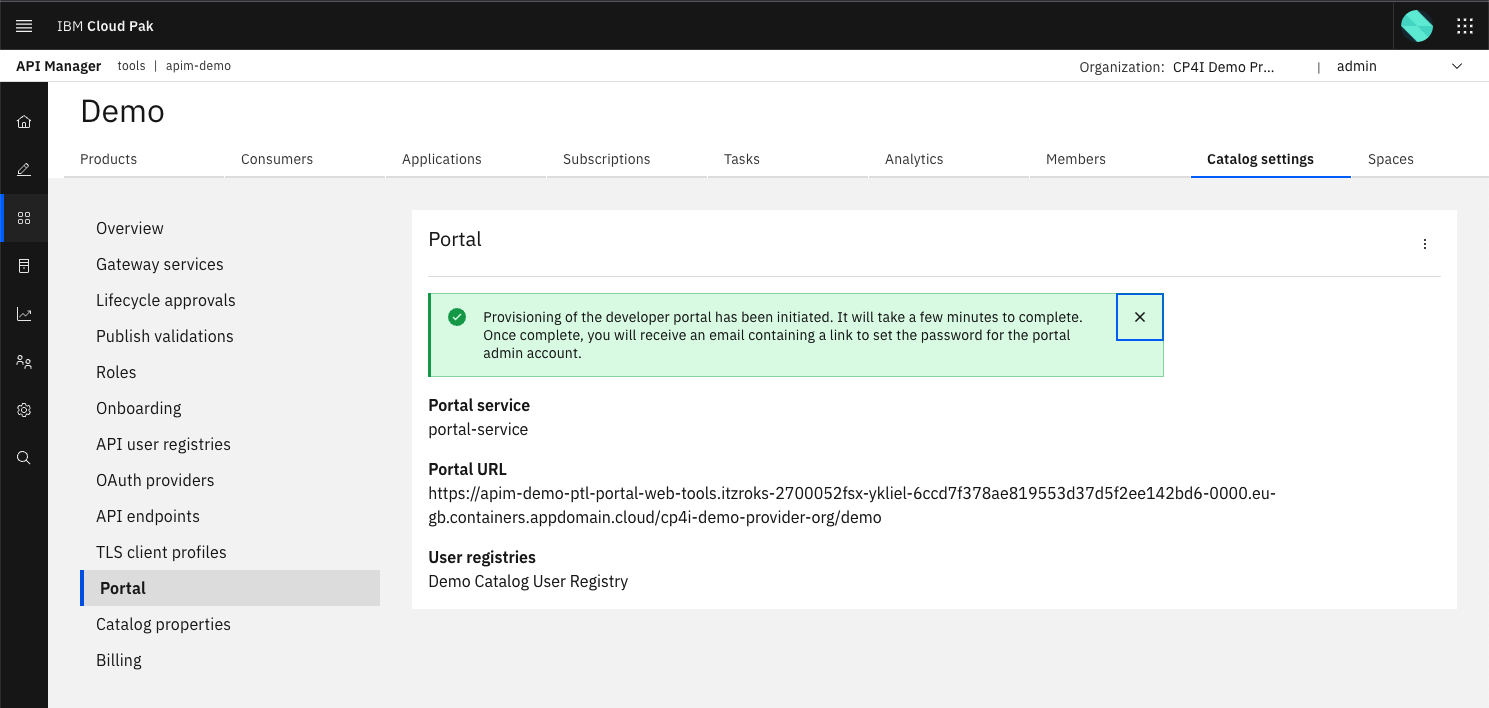 IBM Cloud Pak
API Manager tools | apim-demo Organization: CP4I Demo Pr... | admin
Demo
Products Consumers Applications Subscriptions Tasks Analytics Members Catalog settings Spaces
Overview
Gateway services
Lifecycle approvals
Publish validations
Roles
Onboarding
API user registries
OAuth providers
API endpoints
TLS client profiles
Portal
Catalog properties
Billing
Portal
Provisioning of the developer portal has been initiated. It will take a few minutes to complete.
Once complete, you will receive an email containing a link to set the password for the portal
admin account.
Portal service
portal-service
Portal URL
https://apim-demo-ptl-portal-web-tools.itzroks-2700052fsx-ykliel-6ccd7f378ae819553d37d5f2ee142bd6-0000.eu-
gb.containers.appdomain.cloud/cp4i-demo-provider-org/demo
User registries
Demo Catalog User Registry